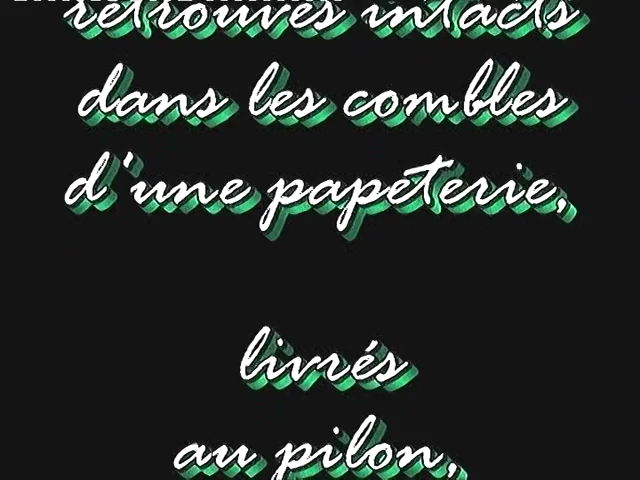 retrouvés intacts
dans les combles
d'une papeterie,
livrés
au pilon,